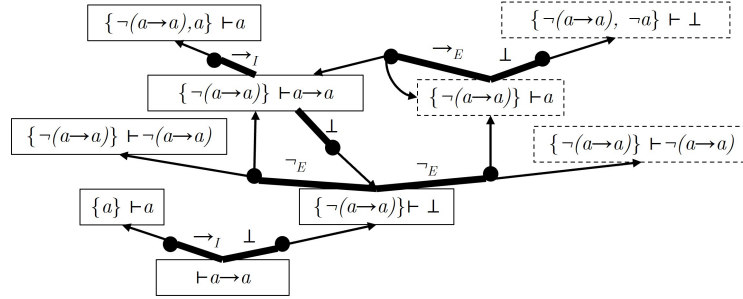 {¬(a→a),a} ⊢a
{¬(a→a), ¬a} ⊢ ⊥
→I
→E
⊥
{¬(a→a)} ⊢a→a
{¬(a→a)} ⊢a
⊥
{¬(a→a)} ⊢¬(a→a)
{¬(a→a)} ⊢¬(a→a)
¬E
¬E
{a} ⊢a
{¬(a→a)}⊢ ⊥
→I
⊥
⊢a→a